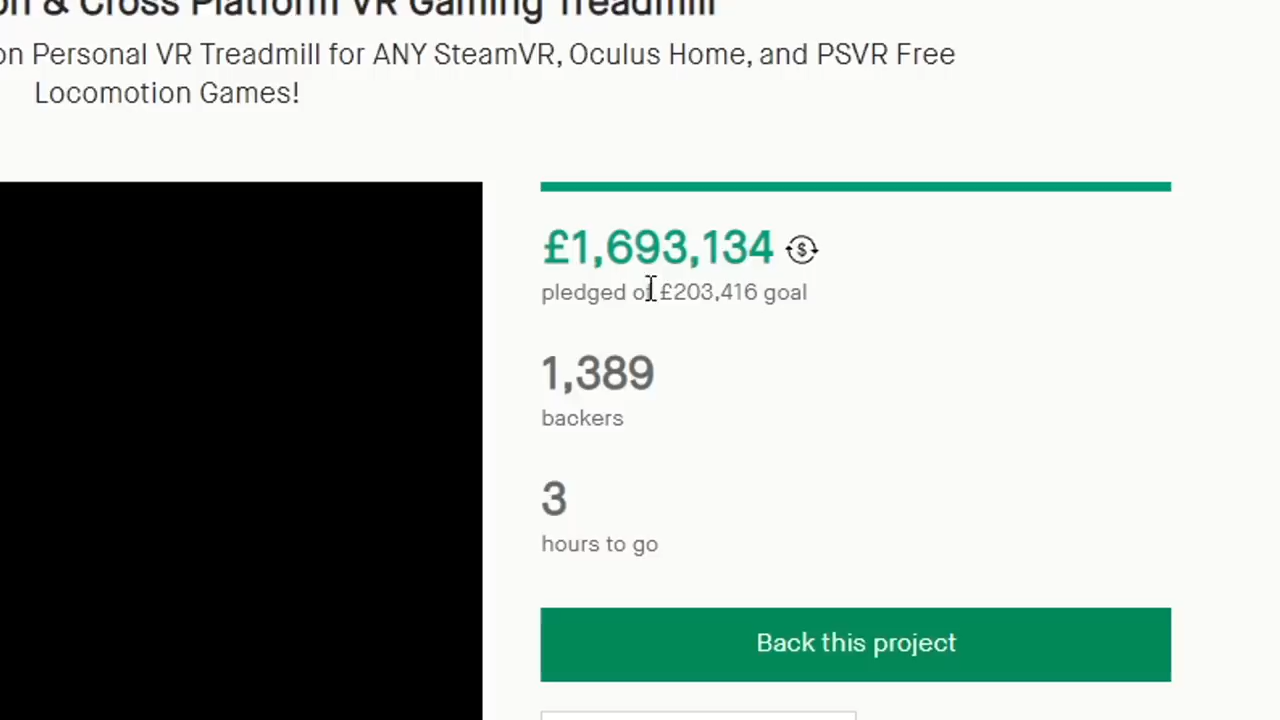 & Cross Platform VR Gaming Treadmill
on Personal VR Treadmill for ANY SteamVR, Oculus Home, and PSVR Free
Locomotion Games!
£1,693,134
pledged of £203,416 goal
1,389
backers
3
hours to go
Back this project